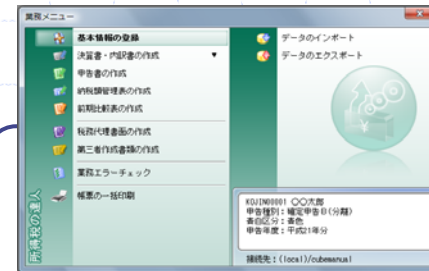 業務メニュー
基本情報の登録
決算書・内訳書の作成 ▼
申告書の作成
納税額管理表の作成
前期比較表の作成
税務代理書面の作成
第三者作成書類の作成
業務エラーチェック
帳票の一括印刷
データのインポート
データのエクスポート
所得税の達人
KOJIN00001 〇〇太郎
申告種別：確定申告B(分離)
青白区分：青色
申告年度：平成21年分
接続先：(local)/cubemanual